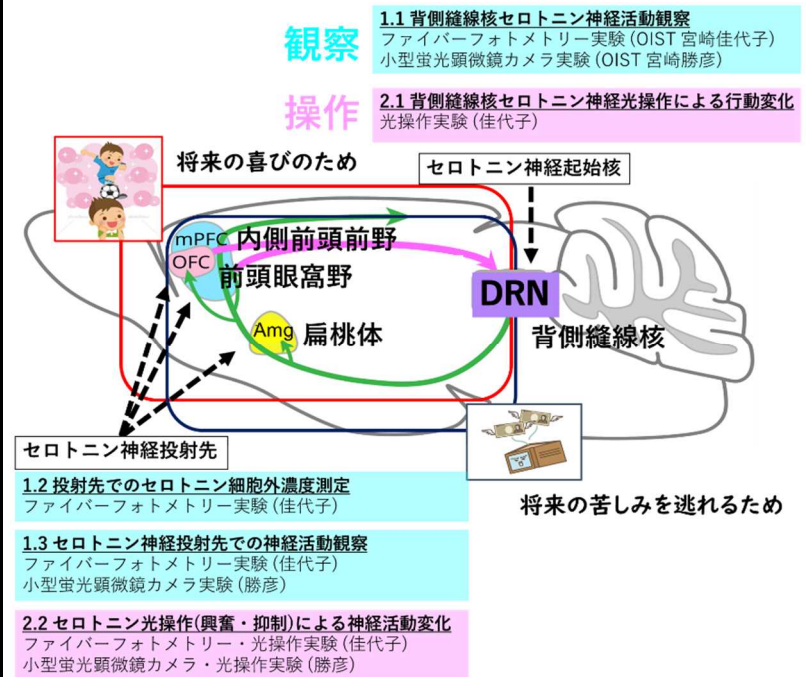 観察
1.1 背側縫線核セロトニン神経活動観察
ファイバーフォトメトリー実験(OIST 宮崎佳代子)
小型蛍光顕微鏡カメラ実験(OIST 宮崎勝彦)
操作
2.1 背側縫線核セロトニン神経光操作による行動変化
光操作実験(佳代子)
将来の喜びのため
セロトニン神経起始核
mPFC 内側前頭前野
OFC
前頭眼窩野
DRN
Amg 扁桃体
背側縫線核
セロトニン神経投射先
将来の苦しみを逃れるため
1.2 投射先でのセロトニン細胞外濃度測定
ファイバーフォトメトリー実験(佳代子)
1.3 セロトニン神経投射先での神経活動観察
ファイバーフォトメトリー実験(佳代子)
小型蛍光顕微鏡カメラ実験(勝彦)
2.2 セロトニン光操作(興奮・抑制)による神経活動変化
ファイバーフォトメトリー・光操作実験(佳代子)
小型蛍光顕微鏡カメラ・光操作実験(勝彦)